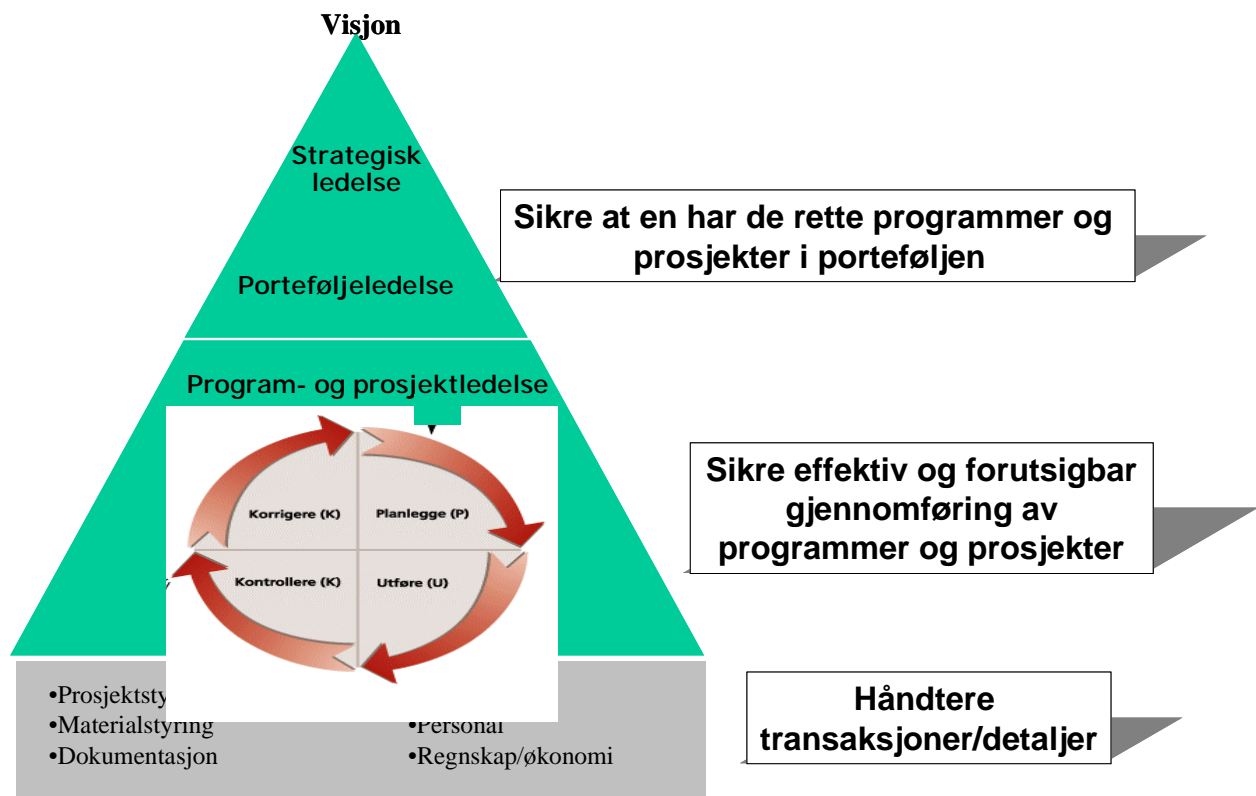 Visjon
Strategisk
ledelse
Sikre at en har de rette programmer og
prosjekter i porteføljen
Porteføljeledelse
Program- og prosjektledelse
Korrigere (K)
Planlegge (P)
Kontrollere (K)
Utføre (U)
Sikre effektiv og forutsigbar
gjennomføring av
programmer og prosjekter
•Materialstyring
•Dokumentasjon
•Personal
•Regnskap/økonomi
Håndtere
transaksjoner/detaljer